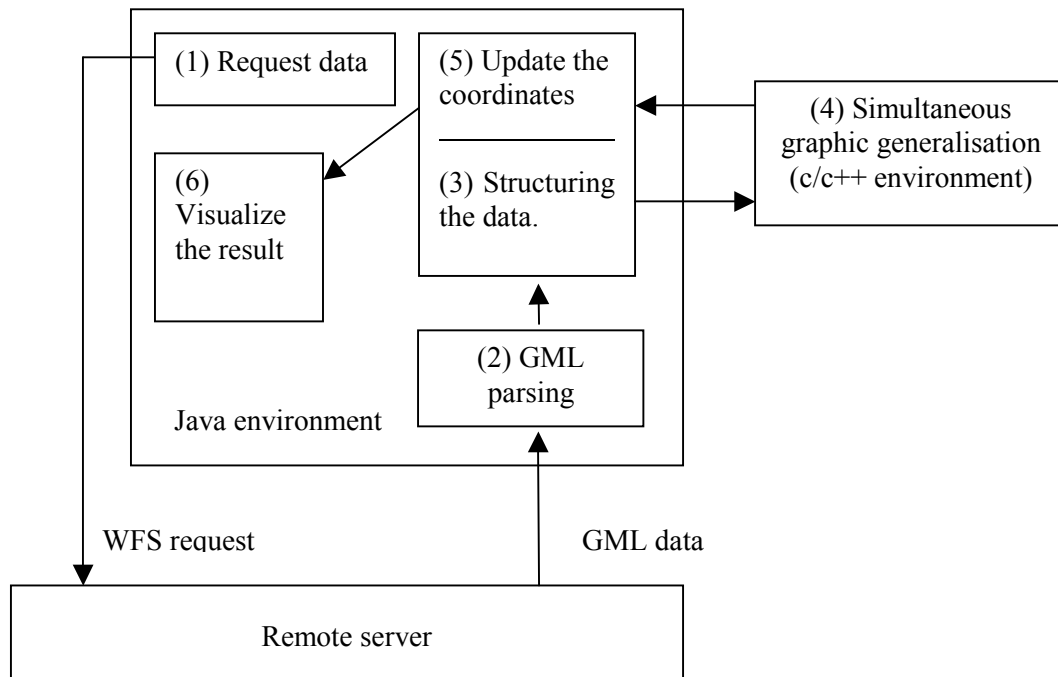 (1) Request data
(5) Update the
coordinates
(3) Structuring
the data.
(4) Simultaneous
graphic generalisation
(c/c++ environment)
(6)
Visualize
the result
(2) GML
parsing
Java environment
WFS request
GML data
Remote server